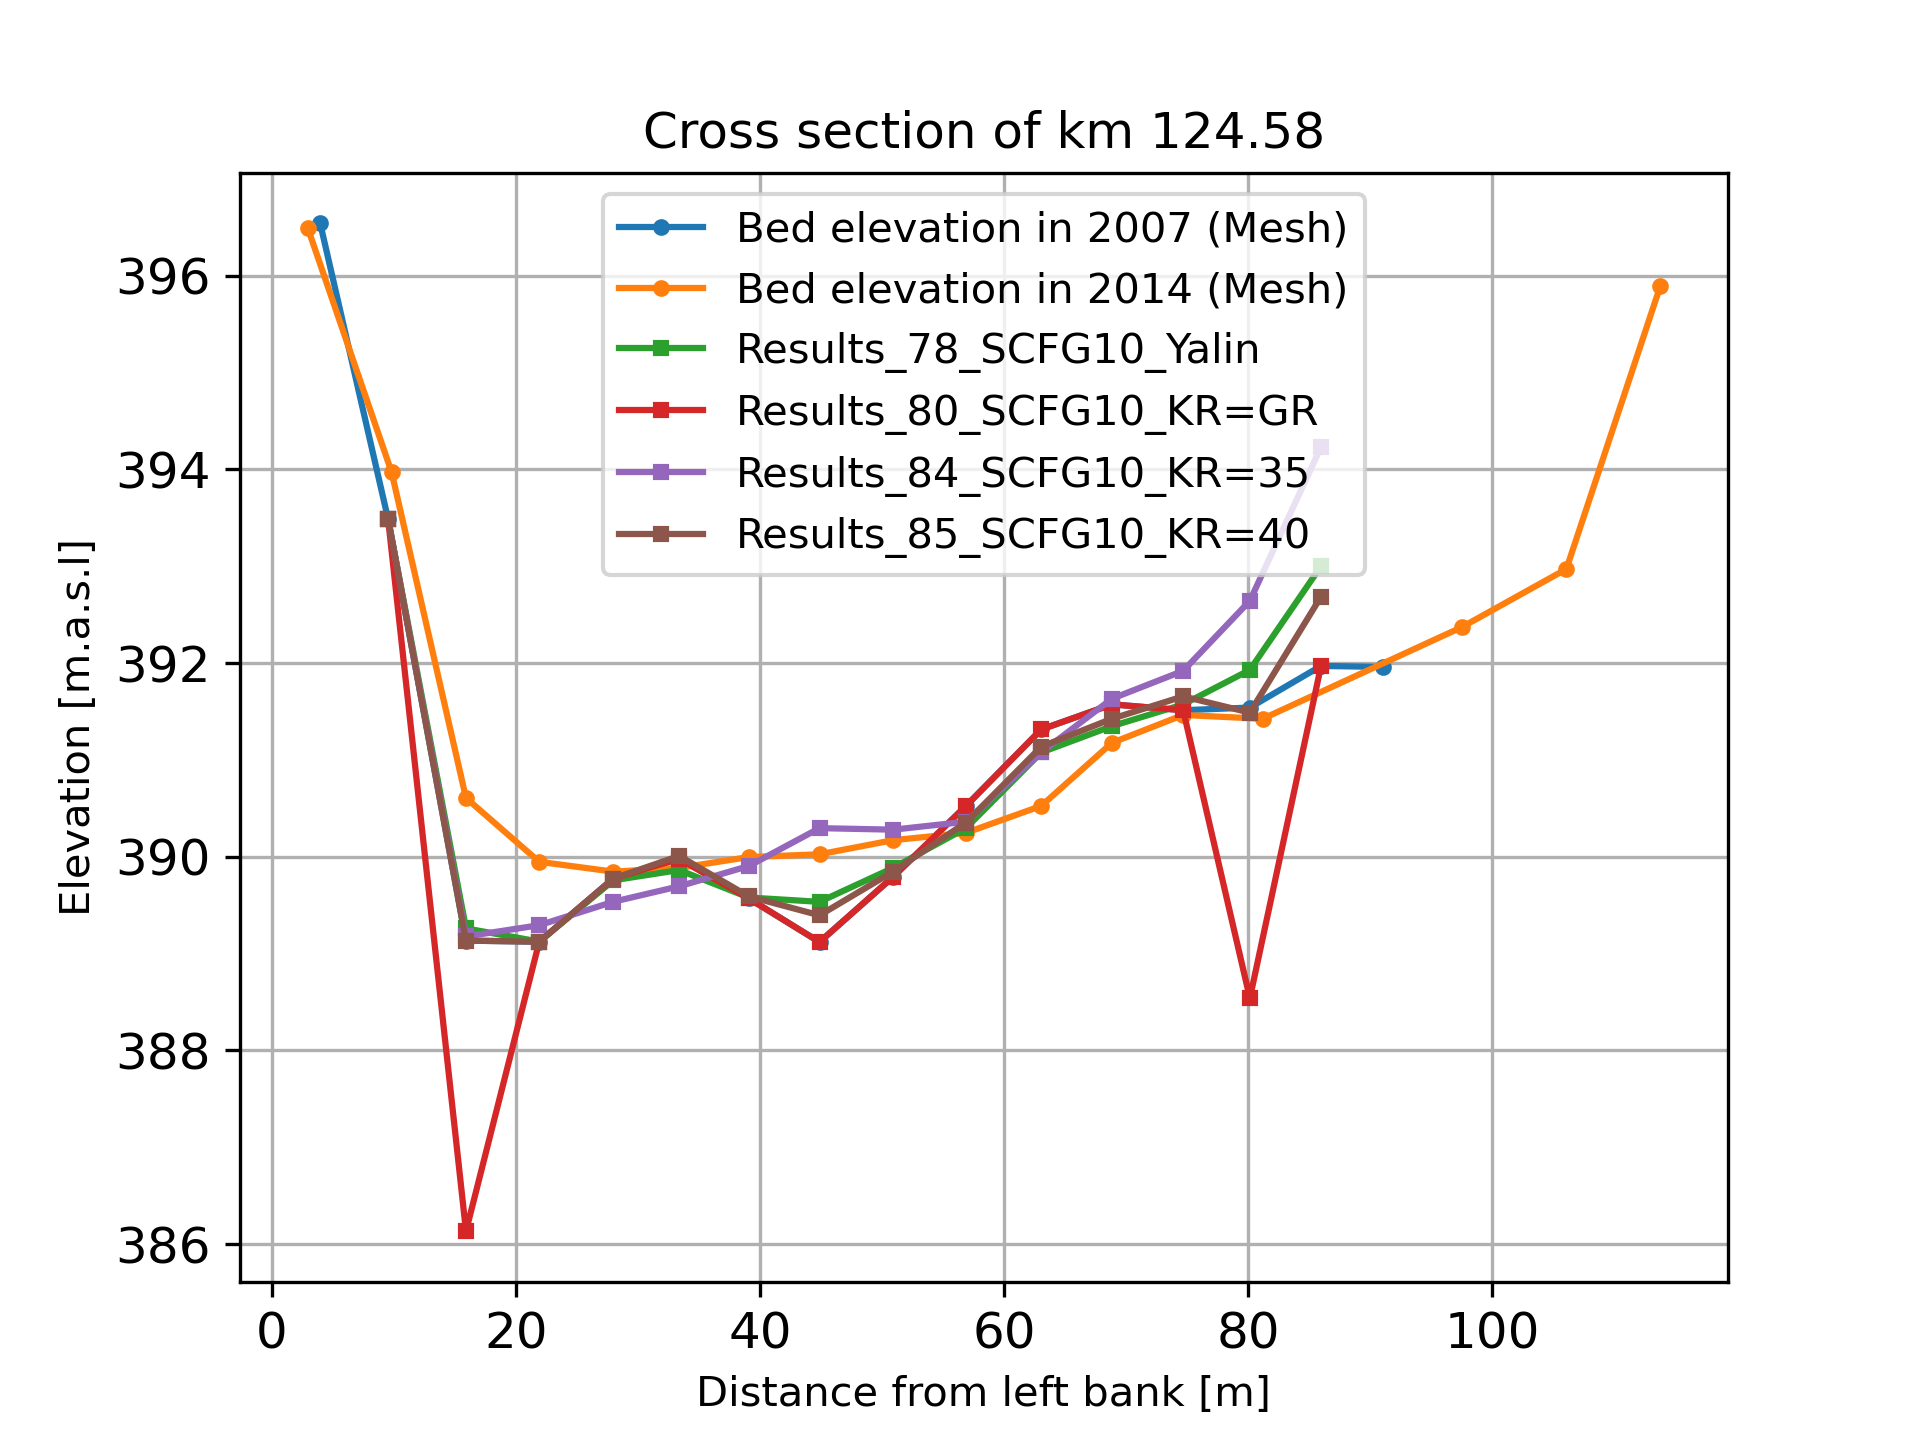 Cross section of km 124.58
Bed elevation in 2007 (Mesh)
Bed elevation in 2014 (Mesh)
Results_78_SCFG10_Yalin
Results_80_SCFG10_KR=GR
Results_84_SCFG10_KR=35
Results_85_SCFG10_KR=40
396
394
392
390
388
386
Elevation [m.a.s.l]
0 20 40 60 80 100
Distance from left bank [m]